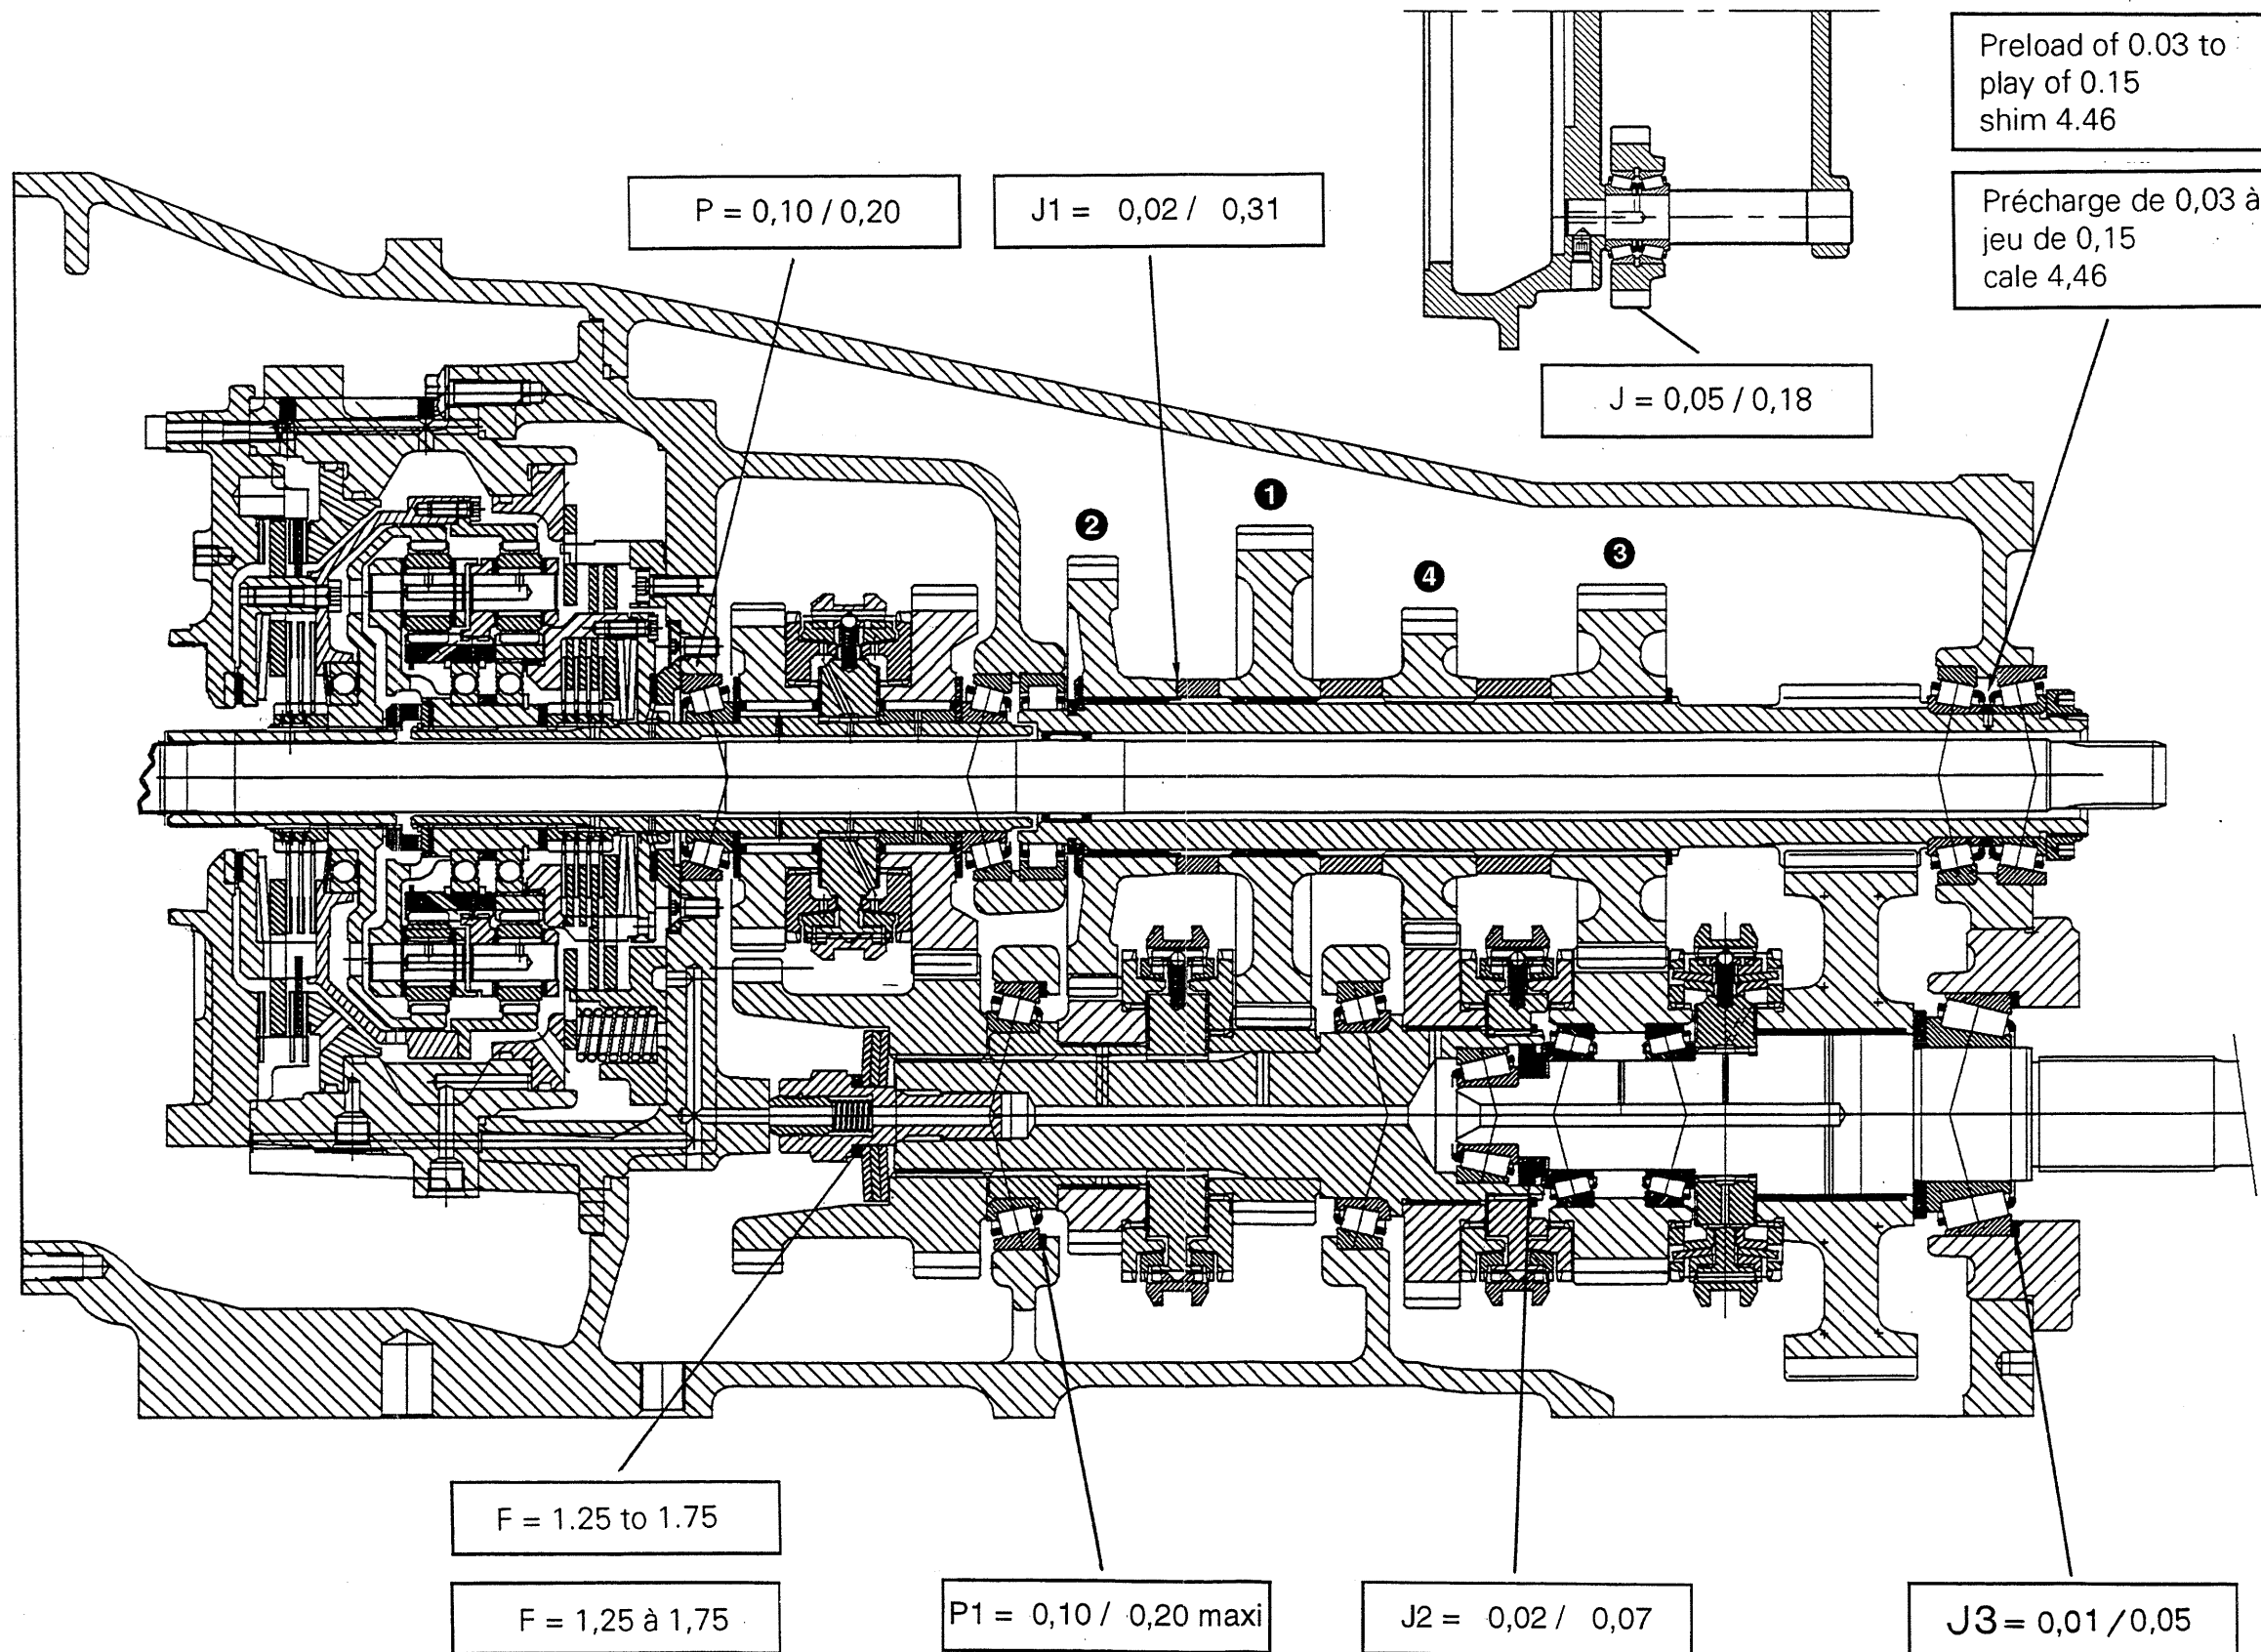 Preload of 0.03 to
play of 0.15
shim 4.46
P = 0,10 / 0,20
J1 = 0,02 / 0,31
Précharge de 0,03 à
jeu de 0,15
cale 4,46
J = 0,05 / 0,18
1
2
3
4
F = 1.25 to 1.75
F = 1,25 à 1,75
P1 = 0,10 / 0,20 maxi
J2 = 0,02 / 0,07
J3 = 0,01 / 0,05